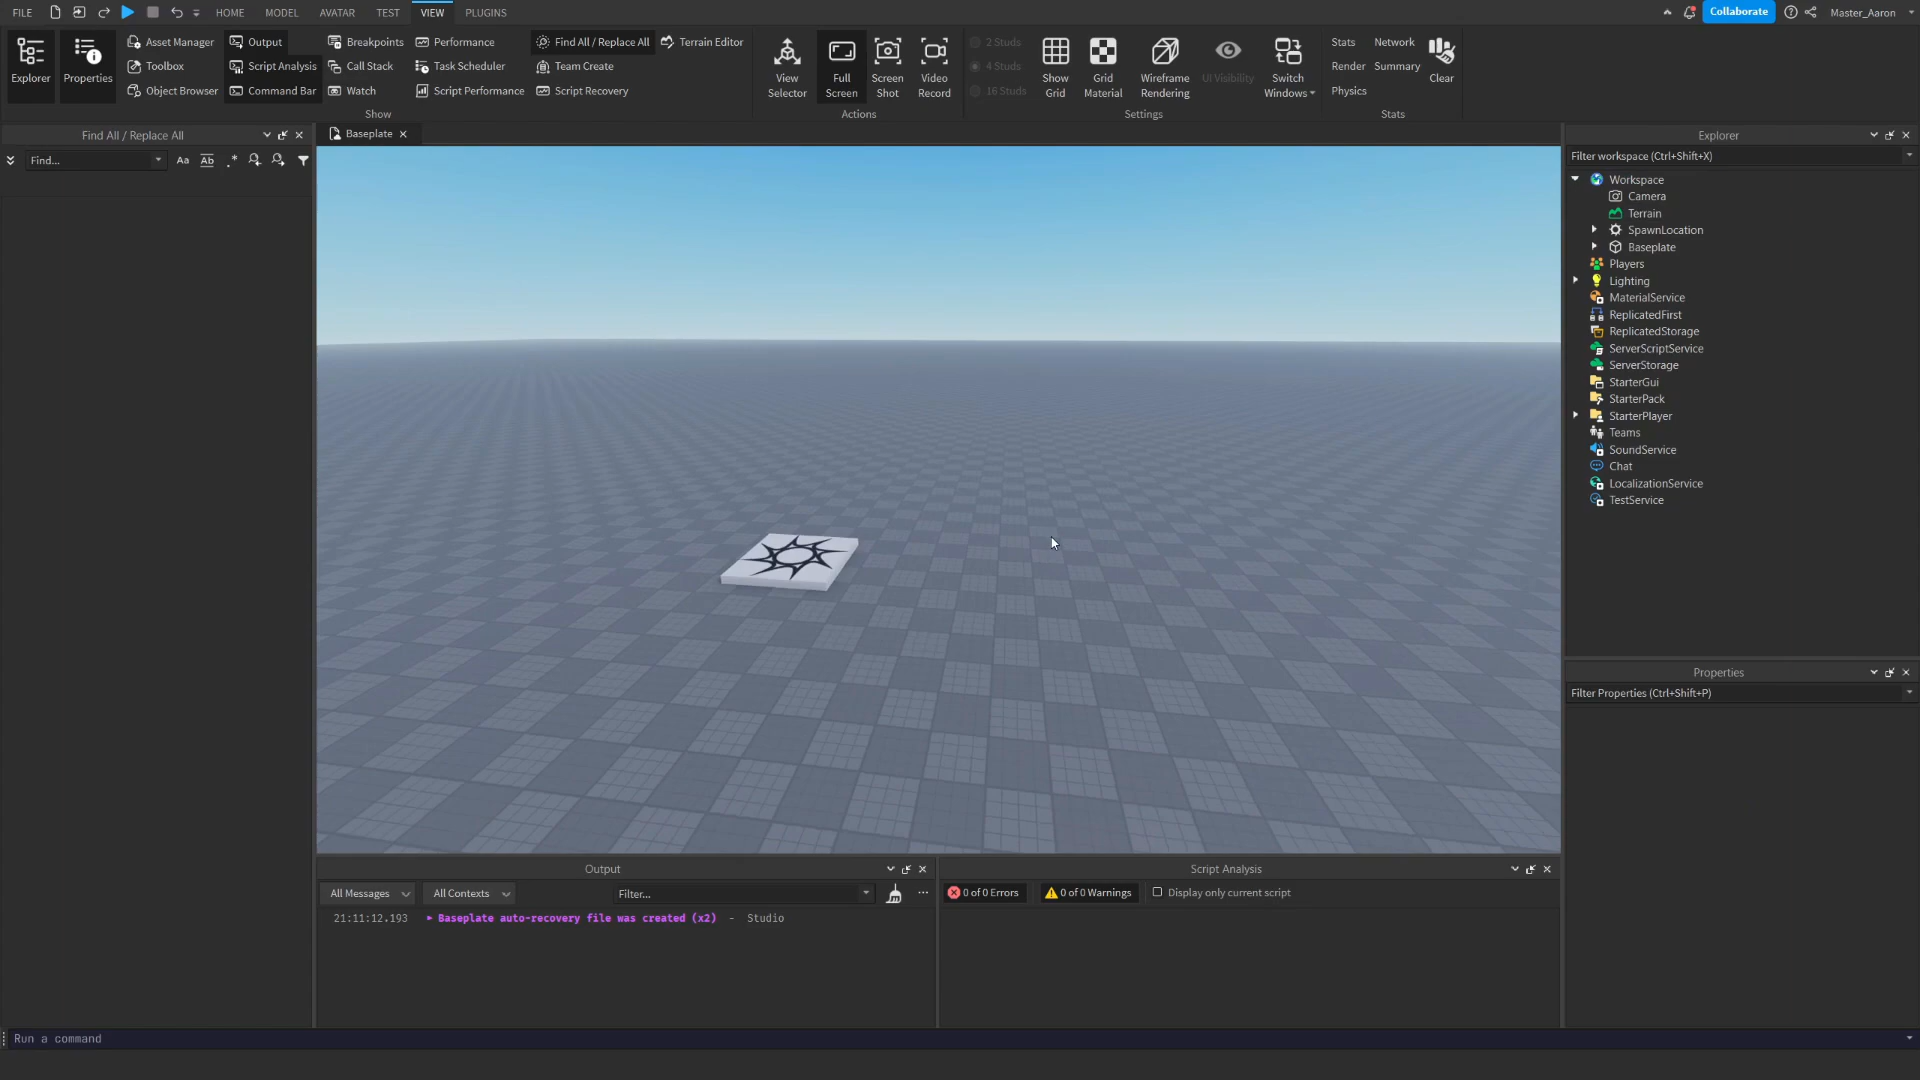 FILE HOME MODEL AVATAR TEST VIEW PLUGINS Collaborate Master_Aaron
Explorer
Properties
Asset Manager
Toolbox
Object Browser
Output
Script Analysis
Command Bar
Breakpoints
Call Stack
Watch
Performance
Task Scheduler
Script Performance
Find All / Replace All
Team Create
Script Recovery
Terrain Editor
Show
View
Selector
Full
Screen
Screen
Shot
Video
Record
Actions
2 Studs
4 Studs
16 Studs
Show
Grid
Grid
Material
Wireframe
Rendering
UI Visibility
Switch
Windows
Settings
Stats
Render
Physics
Network
Summary
Clear
Stats
Find All / Replace All
Find...
Aa
Ab
.*
Baseplate
Explorer
Filter workspace (Ctrl+Shift+X)
Workspace
Camera
Terrain
SpawnLocation
Baseplate
Players
Lighting
MaterialService
ReplicatedFirst
ReplicatedStorage
ServerScriptService
ServerStorage
StarterGui
StarterPack
StarterPlayer
Teams
SoundService
Chat
LocalizationService
TestService
Properties
Filter Properties (Ctrl+Shift+P)
Output
All Messages All Contexts Filter...
21:11:12.193 Baseplate auto-recovery file was created (x2) - Studio
Script Analysis
0 of 0 Errors 0 of 0 Warnings Display only current script
Run a command